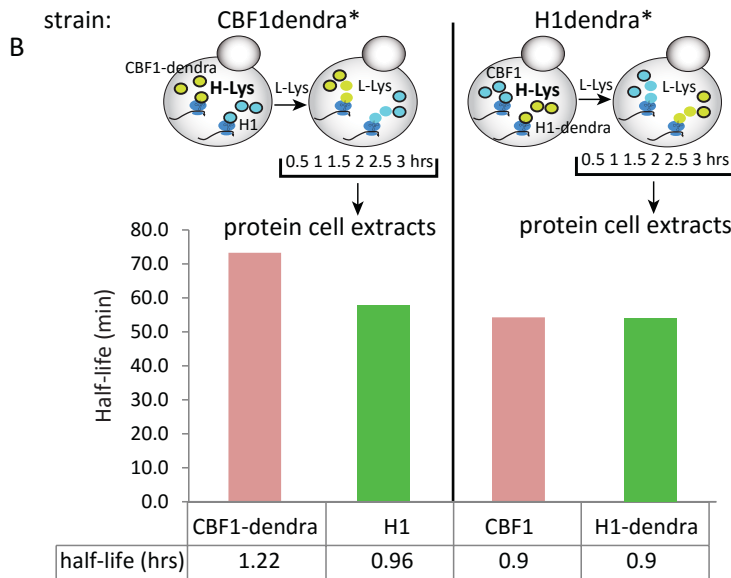 strain: CBF1dendra* H1dendra*
B
CBF1-dendra
H-Lys
L-Lys
L-Lys
H1
0.5 1 1.5 2 2.5 3 hrs
protein cell extracts
CBF1
H-Lys
L-Lys
L-Lys
H1-dendra
0.5 1 1.5 2 2.5 3 hrs
protein cell extracts
Half-life (min)
80.0
70.0
60.0
50.0
40.0
30.0
20.0
10.0
0.0
CBF1-dendra H1 CBF1 H1-dendra
half-life (hrs) 1.22 0.96 0.9 0.9